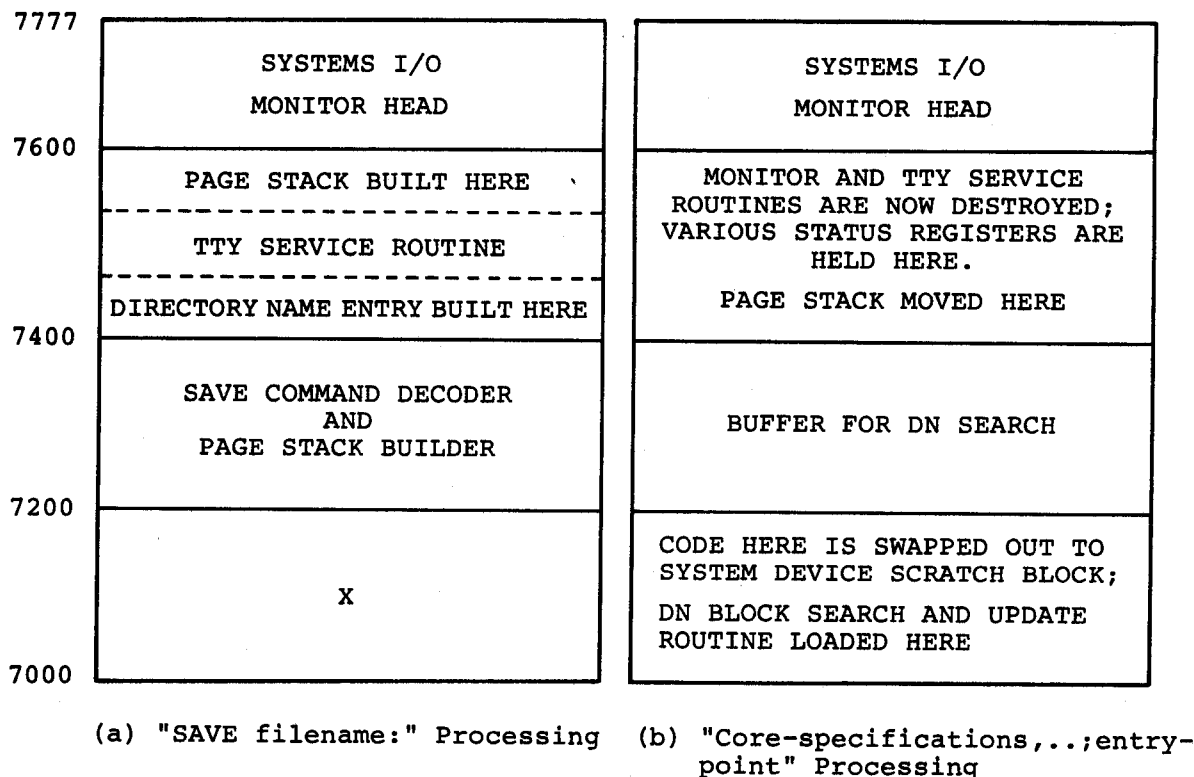 7777
SYSTEMS I/O
MONITOR HEAD
7600
PAGE STACK BUILT HERE
TTY SERVICE ROUTINE
DIRECTORY NAME ENTRY BUILT HERE
7400
SAVE COMMAND DECODER
AND
PAGE STACK BUILDER
7200
X
7000
(a) "SAVE filename:" Processing
SYSTEMS I/O
MONITOR HEAD
MONITOR AND TTY SERVICE
ROUTINES ARE NOW DESTROYED;
VARIOUS STATUS REGISTERS ARE
HELD HERE.
PAGE STACK MOVED HERE
BUFFER FOR DN SEARCH
CODE HERE IS SWAPPED OUT TO
SYSTEM DEVICE SCRATCH BLOCK;
DN BLOCK SEARCH AND UPDATE
ROUTINE LOADED HERE
(b) "Core-specifications,..;entry-
point" Processing